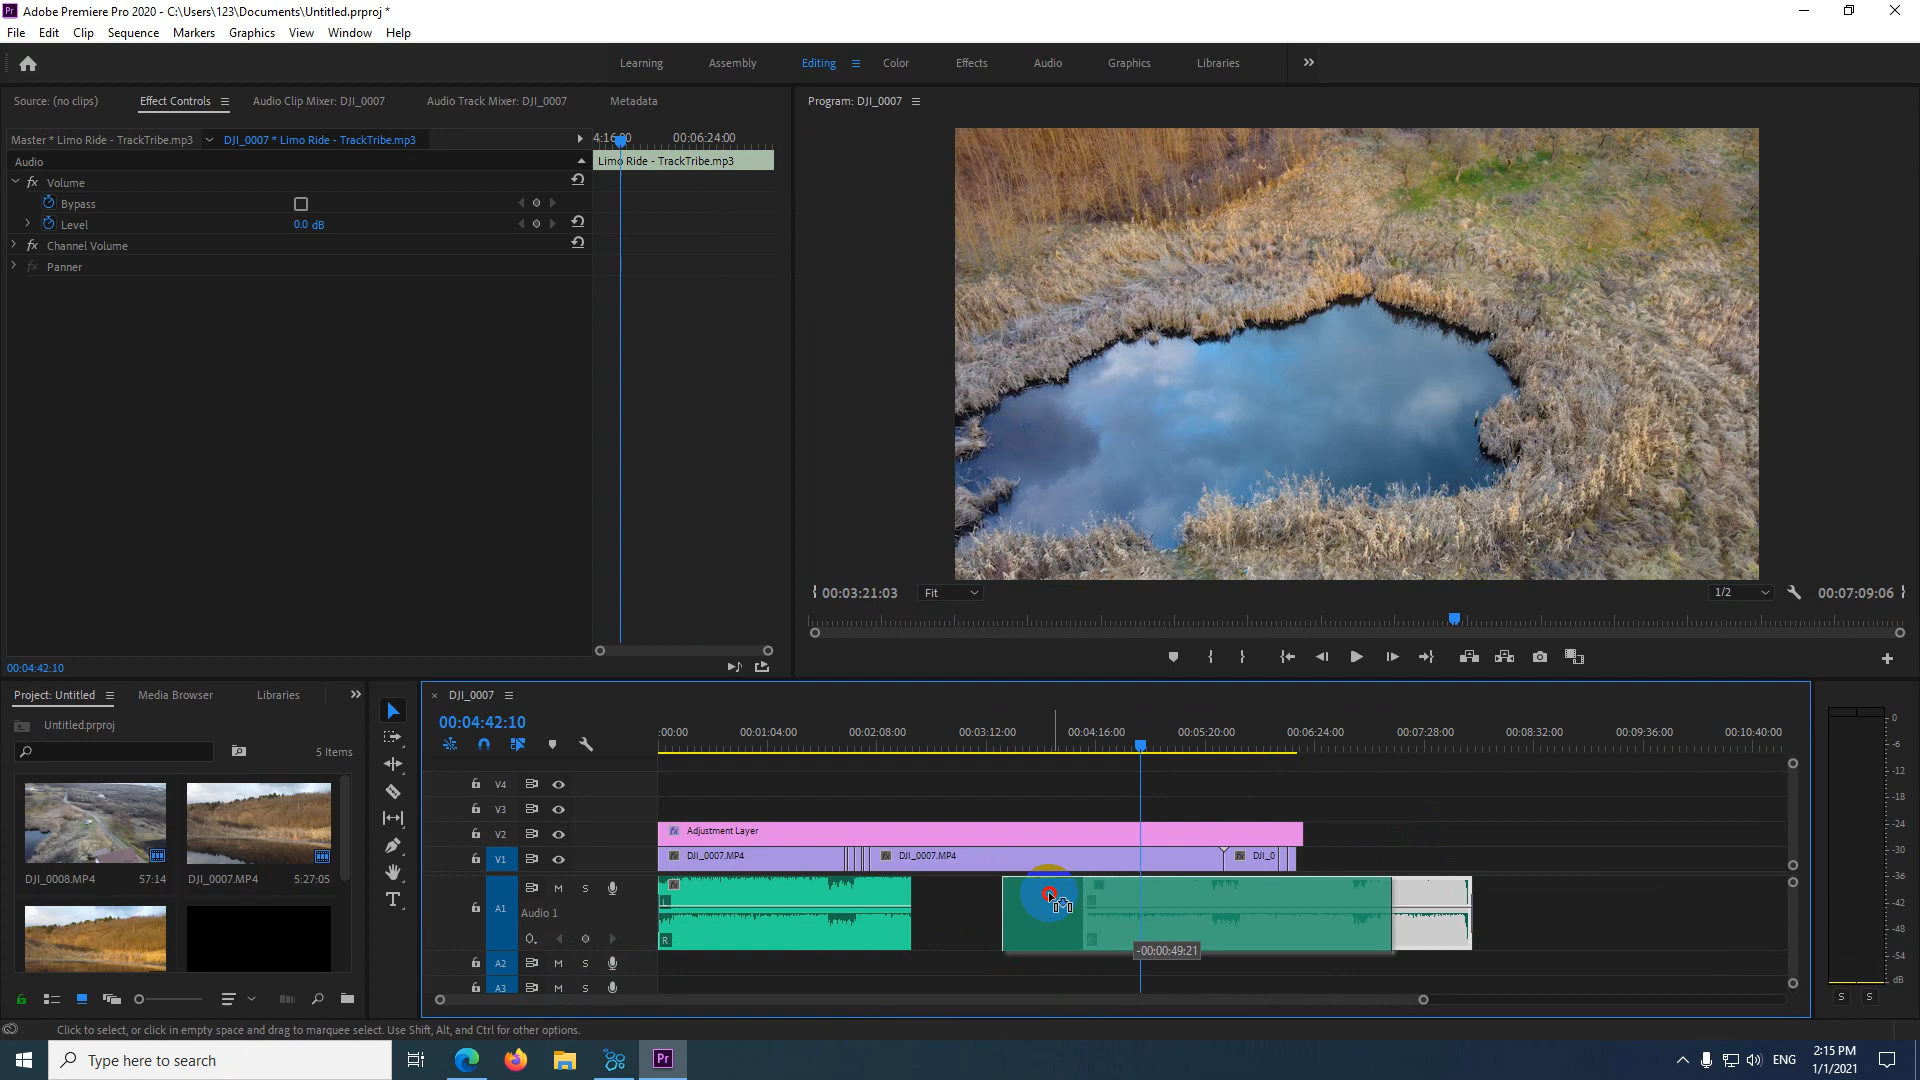 Pr Adobe Premiere Pro 2020 - C:\Users\123\Documents\Untitled.prproj *
File Edit Clip Sequence Markers Graphics View Window Help
Learning Assembly Editing Color Effects Audio Graphics Libraries
Source: (no clips) Effect Controls Audio Clip Mixer: DJI_0007 Audio Track Mixer: DJI_0007 Metadata
Program: DJI_0007
Master * Limo Ride - TrackTribe.mp3 DJI_0007 * Limo Ride - TrackTribe.mp3
4:16:00 00:06:24:00
Audio
Limo Ride - TrackTribe.mp3
fx Volume
Bypass
Level 0.0 dB
fx Channel Volume
fx Panner
00:03:21:03 Fit 1/2 00:07:09:06
00:04:42:10
Project: Untitled Media Browser Libraries
Untitled.prproj
5 Items
DJI_0008.MP4 57:14
DJI_0007.MP4 5:27:05
DJI_0007
00:04:42:10
:00:00 00:01:04:00 00:02:08:00 00:03:12:00 00:04:16:00 00:05:20:00 00:06:24:00 00:07:28:00 00:08:32:00 00:09:36:00 00:10:40:00
V4
V3
V2 fx Adjustment Layer
V1 fx DJI_0007.MP4 fx DJI_0007.MP4 fx DJI_0
A1 M S
Audio 1
L
R
-00:00:49:21
A2 M S
A3 M S
0
-6
-12
-18
-24
-30
-36
-42
-48
-54
dB
S S
Click to select, or click in empty space and drag to marquee select. Use Shift, Alt, and Ctrl for other options.
Type here to search
Pr
ENG
2:15 PM
1/1/2021